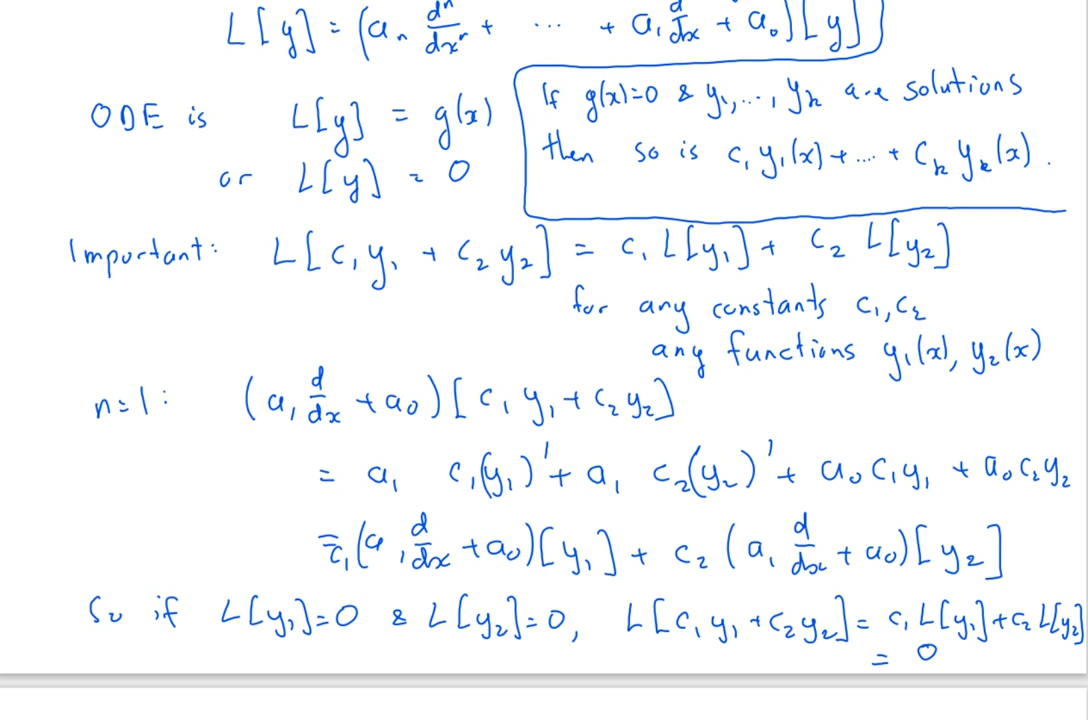 L[y] = (aₙ dⁿ/dxⁿ + ... + a₁ d/dx + a₀)[y]
ODE is L[y] = g(x)
or L[y] = 0
If g(x)=0 & y₁,..., yₖ are solutions
then so is c₁y₁(x)+....+ cₖyₖ(x).
Important: L[c₁y₁ + c₂y₂] = c₁L[y₁] + c₂L[y₂]
for any constants c₁,c₂
any functions y₁(x), y₂(x)
n=1: (a₁ d/dx + a₀)[c₁y₁+c₂y₂]
= a₁ c₁(y₁)' + a₁ c₂(y₂)' + a₀c₁y₁ + a₀c₂y₂
= c₁(a₁ d/dx + a₀)[y₁] + c₂(a₁ d/dx + a₀)[y₂]
So if L[y₁]=0 & L[y₂]=0, L[c₁y₁+c₂y₂] = c₁L[y₁]+c₂L[y₂]
= 0